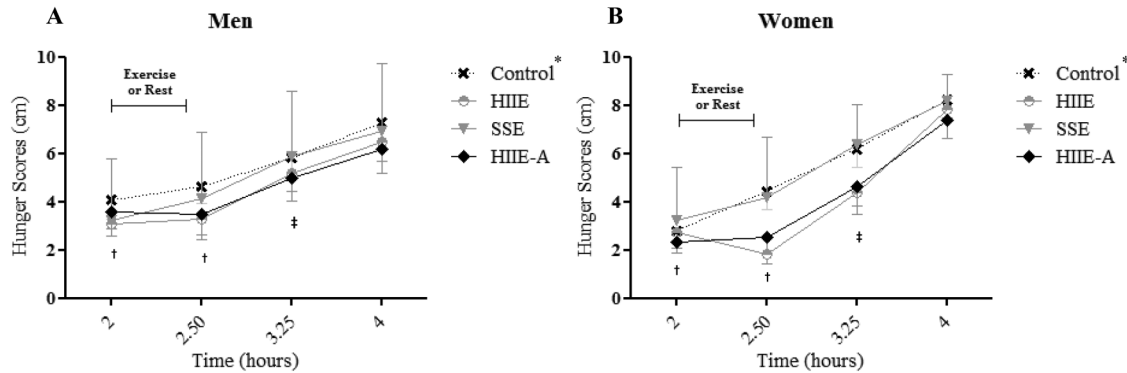 A
Men
Hunger Scores (cm)
10
8
6
4
2
0
Exercise
or Rest
†
†
‡
2
2.50
3.25
4
Time (hours)
Control*
HIIE
SSE
HIIE-A
B
Women
Hunger Scores (cm)
10
8
6
4
2
0
Exercise
or Rest
†
†
‡
2
2.50
3.25
4
Time (hours)
Control*
HIIE
SSE
HIIE-A